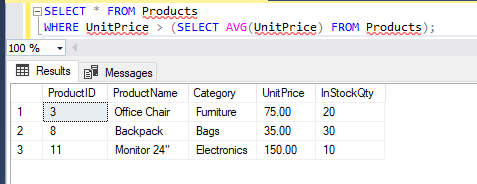 SELECT * FROM Products
WHERE UnitPrice > (SELECT AVG(UnitPrice) FROM Products);
100 %
Results Messages
ProductID ProductName Category UnitPrice InStockQty
1 3 Office Chair Furniture 75.00 20
2 8 Backpack Bags 35.00 30
3 11 Monitor 24" Electronics 150.00 10